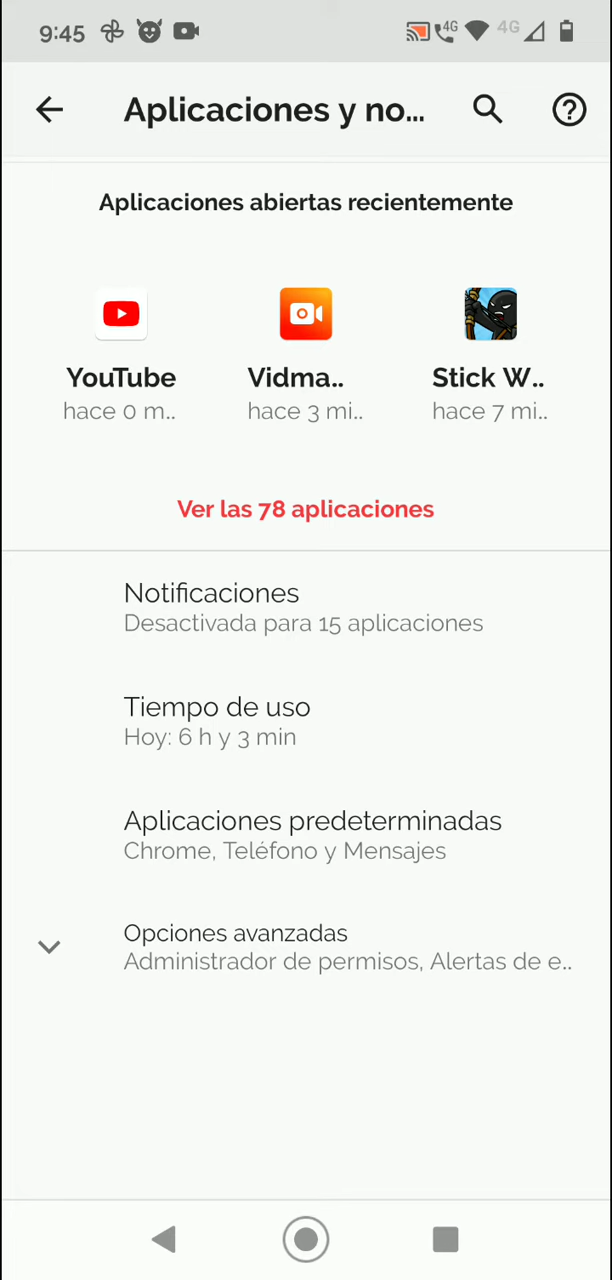 9:45 4G 4G
Aplicaciones y no...
Aplicaciones abiertas recientemente
YouTube Vidma.. Stick W..
hace 0 m.. hace 3 mi.. hace 7 mi..
Ver las 78 aplicaciones
Notificaciones
Desactivada para 15 aplicaciones
Tiempo de uso
Hoy: 6 h y 3 min
Aplicaciones predeterminadas
Chrome, Teléfono y Mensajes
Opciones avanzadas
Administrador de permisos, Alertas de e..